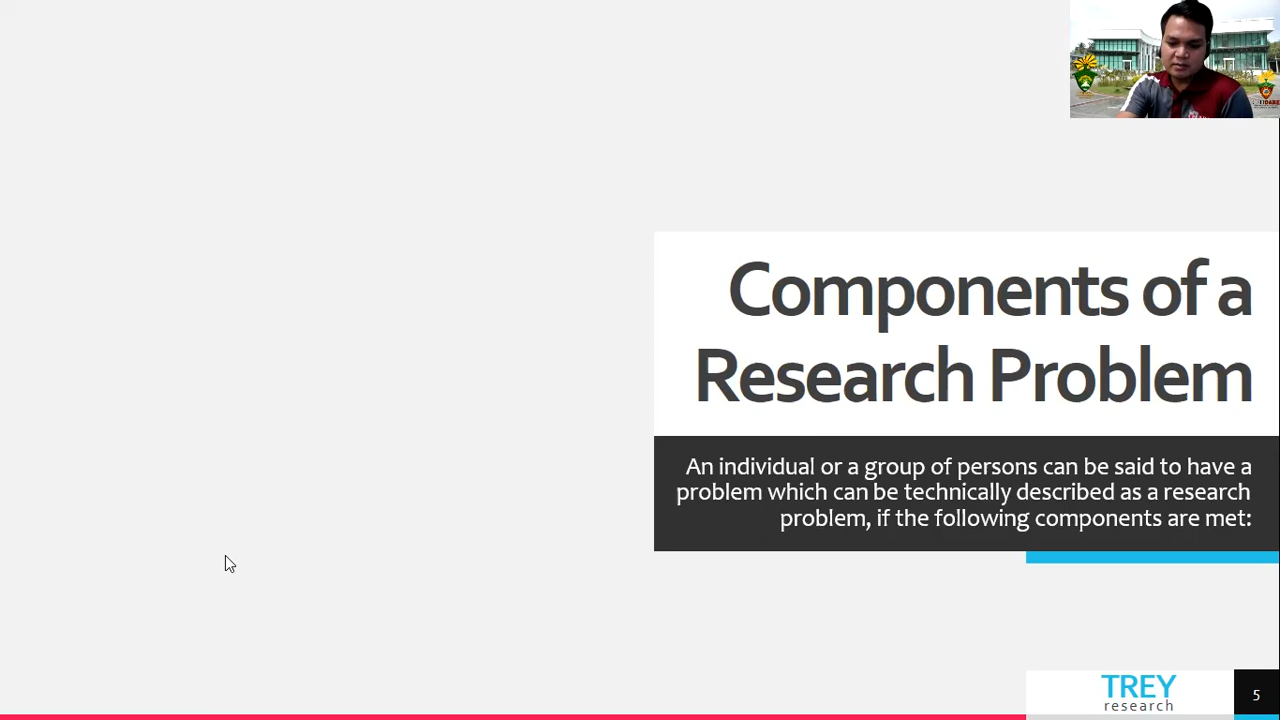 Components of a
Research Problem
An individual or a group of persons can be said to have a
problem which can be technically described as a research
problem, if the following components are met:
TREY
research
5